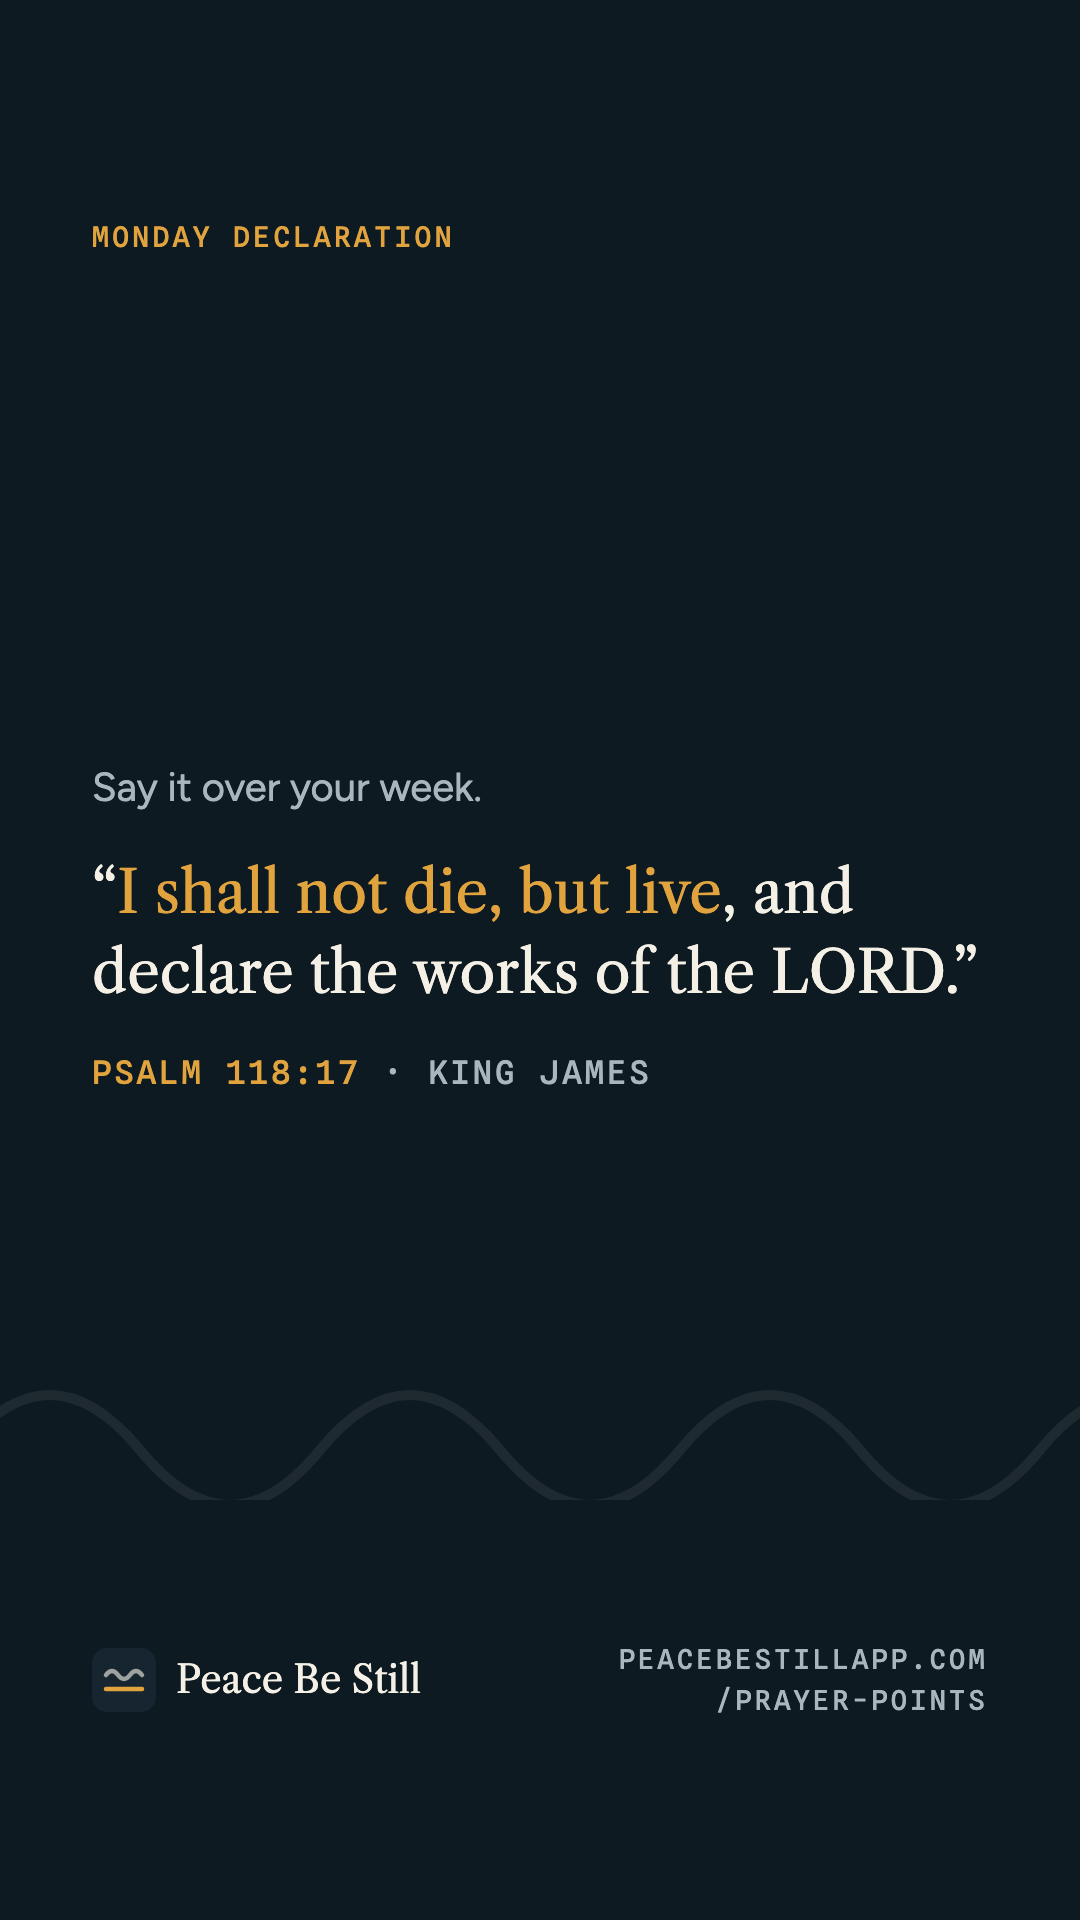 MONDAY DECLARATION
Say it over your week.
“I shall not die, but live, and
declare the works of the LORD.”
PSALM 118:17 · KING JAMES
Peace Be Still
PEACEBESTILLAPP.COM
/PRAYER-POINTS